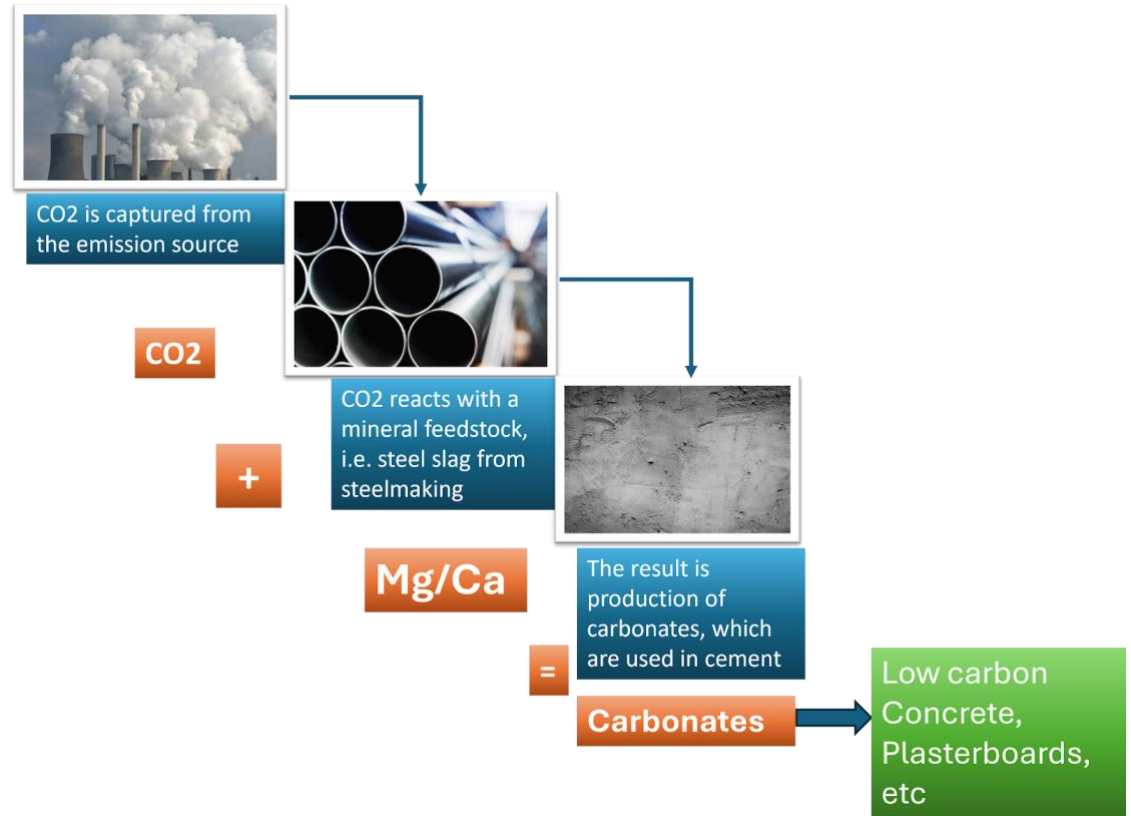 CO2 is captured from
the emission source
CO2
CO2 reacts with a
mineral feedstock,
i.e. steel slag from
steelmaking
+
Mg/Ca
The result is
production of
carbonates, which
are used in cement
=
Carbonates
Low carbon
Concrete,
Plasterboards,
etc